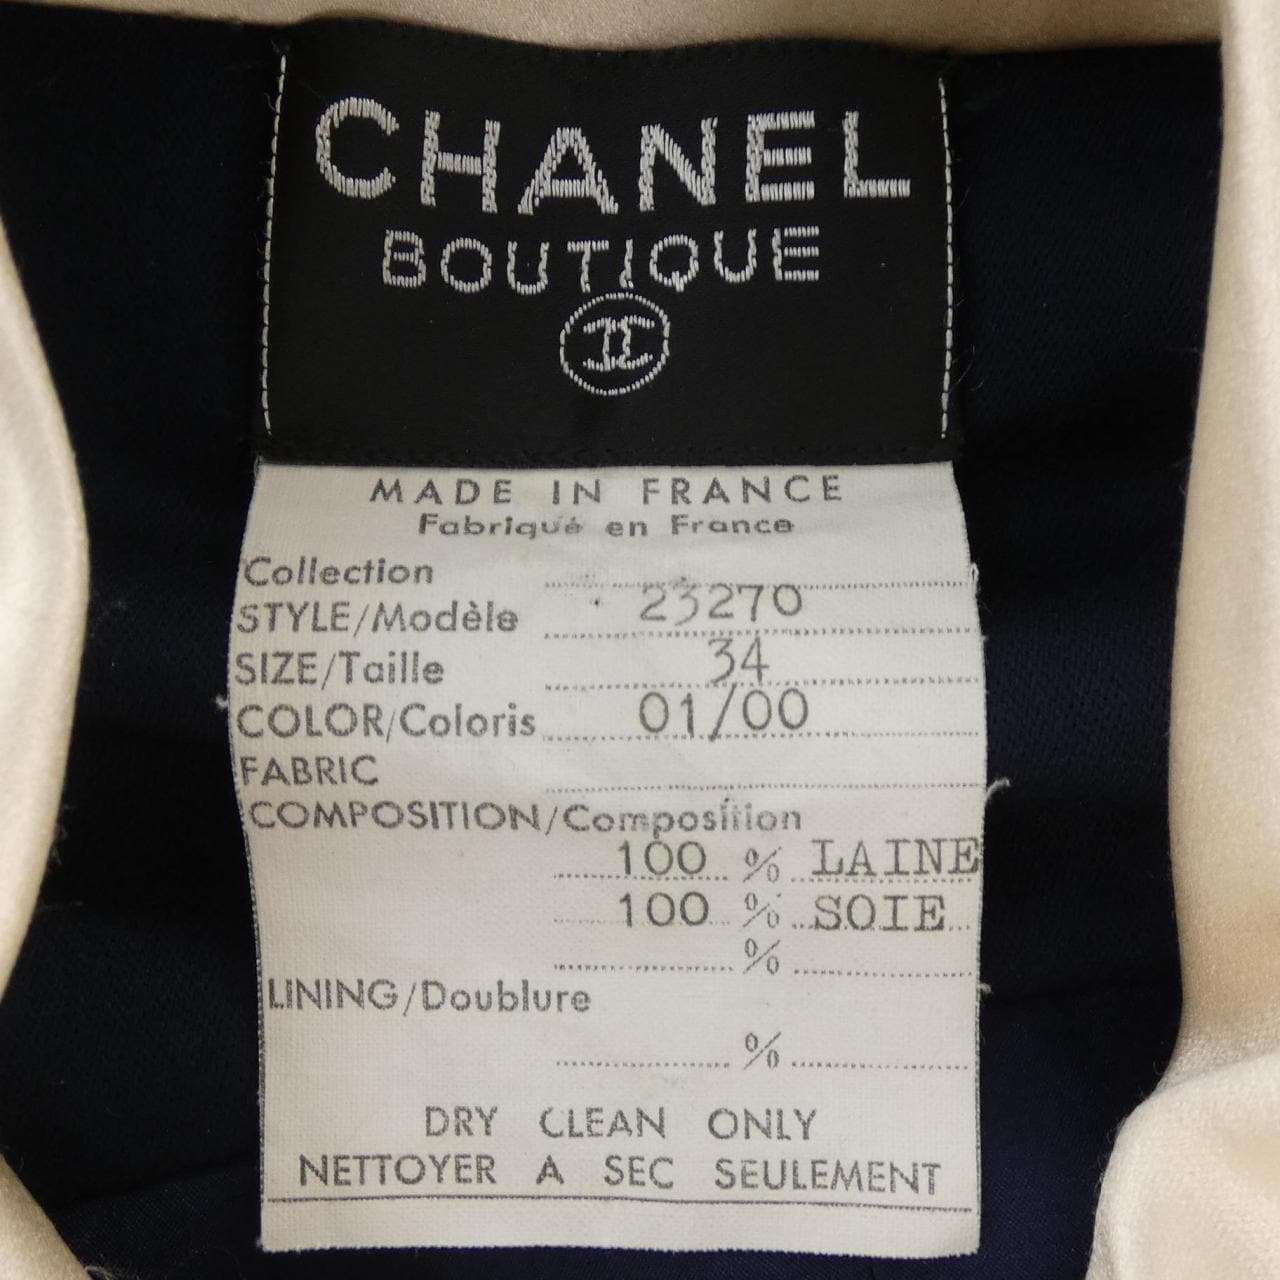 CHANEL
BOUTIQUE
MADE IN FRANCE
Fabriqué en France
Collection
STYLE/Modèle 23270
SIZE/Taille 34
COLOR/Coloris 01/00
FABRIC
COMPOSITION/Composition
100 % LAINE
100 % SOIE
%
LINING/Doublure
%
DRY CLEAN ONLY
NETTOYER A SEC SEULEMENT